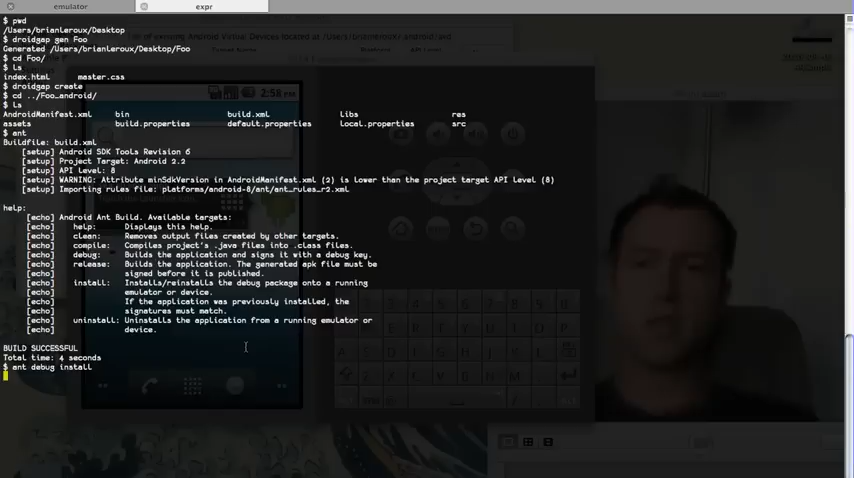 emulator
expr
$ pwd
/Users/brianleroux/Desktop
$ droidgap gen Foo
Generated /Users/brianleroux/Desktop/Foo
$ cd Foo/
$ ls
index.html master.css
$ droidgap create
$ cd ../Foo_android/
$ ls
AndroidManifest.xml bin build.xml libs res
assets build.properties default.properties local.properties src
$ ant
Buildfile: build.xml
[setup] Android SDK Tools Revision 6
[setup] Project Target: Android 2.2
[setup] API level: 8
[setup] WARNING: Attribute minSdkVersion in AndroidManifest.xml (2) is lower than the project target API level (8)
[setup] Importing rules file: platforms/android-8/ant/ant_rules_r2.xml
help:
[echo] Android Ant Build. Available targets:
[echo] help: Displays this help.
[echo] clean: Removes output files created by other targets.
[echo] compile: Compiles project's .java files into .class files.
[echo] debug: Builds the application and signs it with a debug key.
[echo] release: Builds the application. The generated apk file must be
[echo] signed before it is published.
[echo] install: Installs/reinstalls the debug package onto a running
[echo] emulator or device.
[echo] If the application was previously installed, the
[echo] signatures must match.
[echo] uninstall: Uninstalls the application from a running emulator or
[echo] device.
BUILD SUCCESSFUL
Total time: 4 seconds
$ ant debug install
2:58 PM